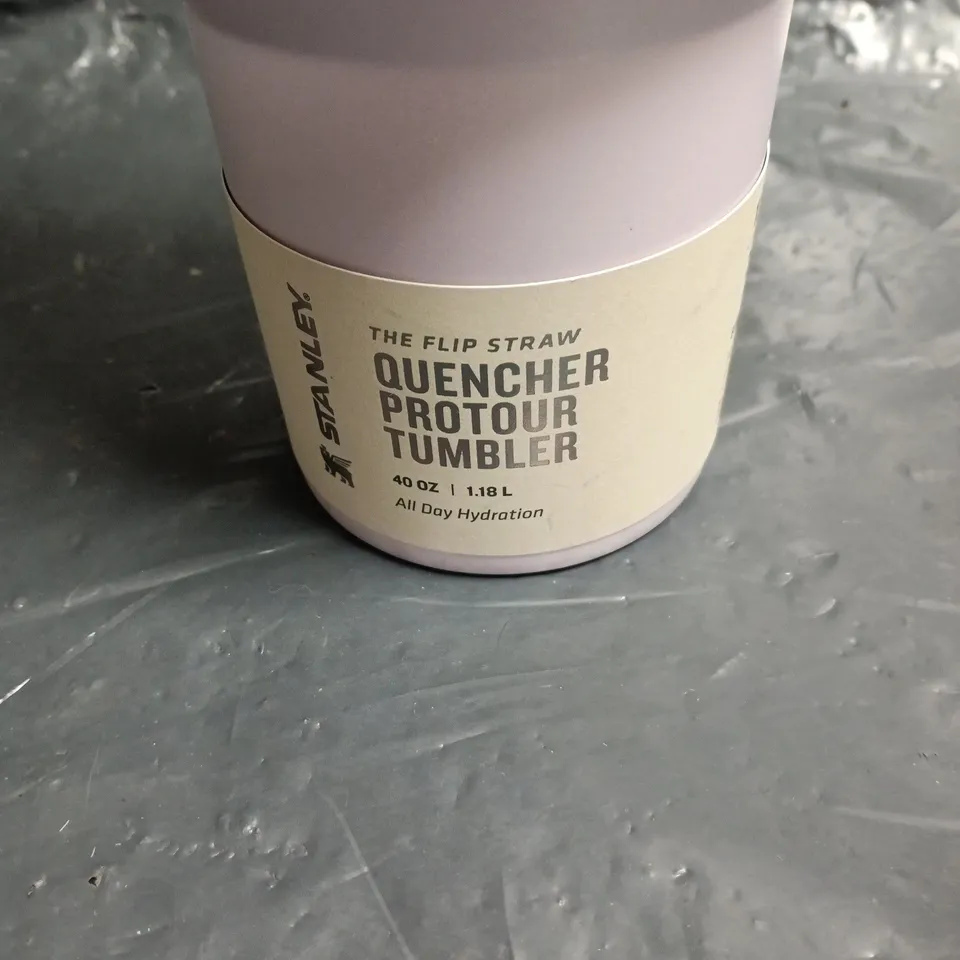 STANLEY®
THE FLIP STRAW
QUENCHER
PROTOUR
TUMBLER
40 OZ | 1.18 L
All Day Hydration